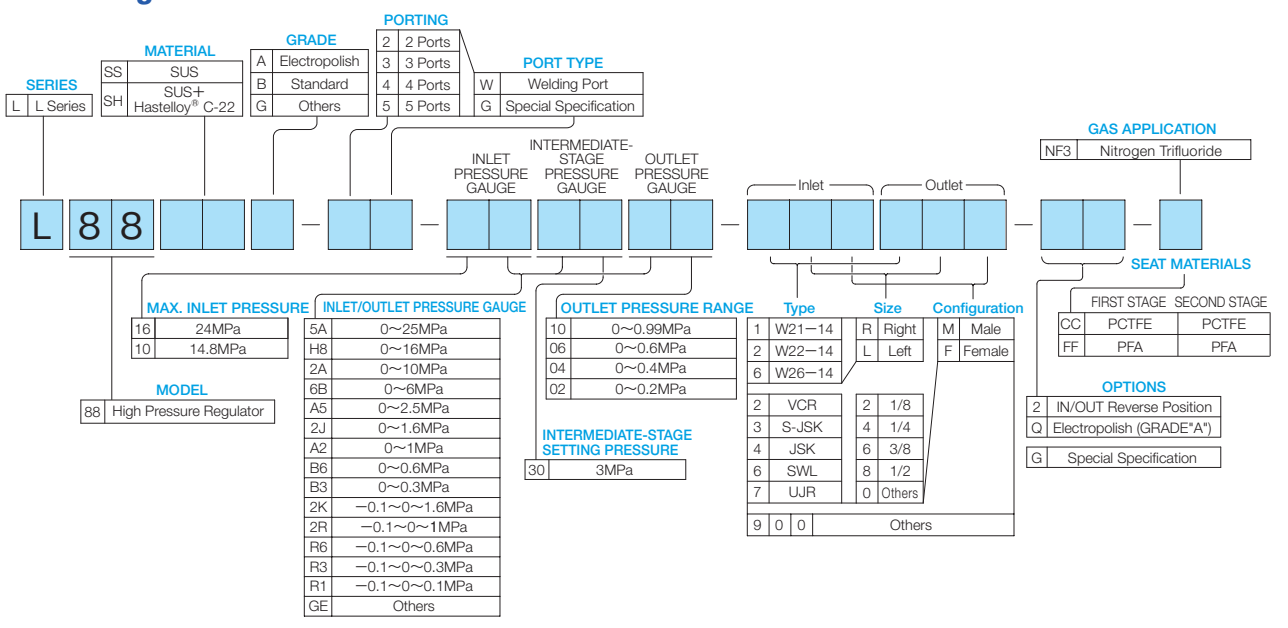 PORTING
2 2 Ports
3 3 Ports
4 4 Ports
5 5 Ports
GRADE
A Electropolish
B Standard
G Others
MATERIAL
SS SUS
SH SUS+
Hastelloy® C-22
SERIES
L L Series
PORT TYPE
W Welding Port
G Special Specification
GAS APPLICATION
NF3 Nitrogen Trifluoride
INLET
PRESSURE
GAUGE
INTERMEDIATE-
STAGE
PRESSURE
GAUGE
OUTLET
PRESSURE
GAUGE
Inlet
Outlet
L 8 8 — — — — —
MAX. INLET PRESSURE
16 24MPa
10 14.8MPa
MODEL
88 High Pressure Regulator
INLET/OUTLET PRESSURE GAUGE
5A 0～25MPa
H8 0～16MPa
2A 0～10MPa
6B 0～6MPa
A5 0～2.5MPa
2J 0～1.6MPa
A2 0～1MPa
B6 0～0.6MPa
B3 0～0.3MPa
2K －0.1～0～1.6MPa
2R －0.1～0～1MPa
R6 －0.1～0～0.6MPa
R3 －0.1～0～0.3MPa
R1 －0.1～0～0.1MPa
GE Others
OUTLET PRESSURE RANGE
10 0～0.99MPa
06 0～0.6MPa
04 0～0.4MPa
02 0～0.2MPa
INTERMEDIATE-STAGE
SETTING PRESSURE
30 3MPa
Type
1 W21－14
2 W22－14
6 W26－14
2 VCR
3 S-JSK
4 JSK
6 SWL
7 UJR
Size
R Right
L Left
2 1/8
4 1/4
6 3/8
8 1/2
0 Others
Configuration
M Male
F Female
9 0 0 Others
SEAT MATERIALS
FIRST STAGE SECOND STAGE
CC PCTFE PCTFE
FF PFA PFA
OPTIONS
2 IN/OUT Reverse Position
Q Electropolish (GRADE"A")
G Special Specification